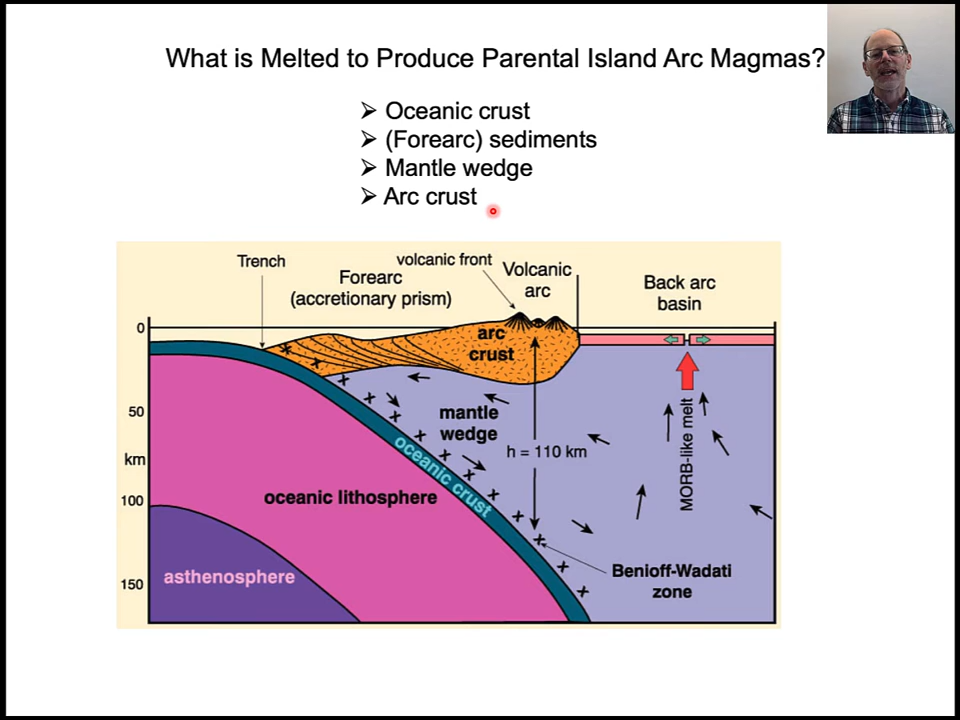 What is Melted to Produce Parental Island Arc Magmas?
➢ Oceanic crust
➢ (Forearc) sediments
➢ Mantle wedge
➢ Arc crust
Trench
Forearc
(accretionary prism)
volcanic front
Volcanic
arc
Back arc
basin
0
50
km
100
150
arc
crust
mantle
wedge
h = 110 km
MORB-like melt
oceanic crust
oceanic lithosphere
asthenosphere
Benioff-Wadati
zone